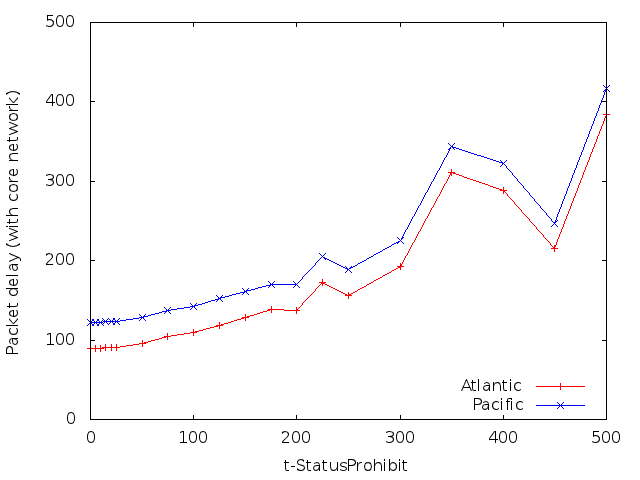 500
400
300
200
100
0
Packet delay (with core network)
Atlantic
Pacific
0 100 200 300 400 500
t-StatusProhibit